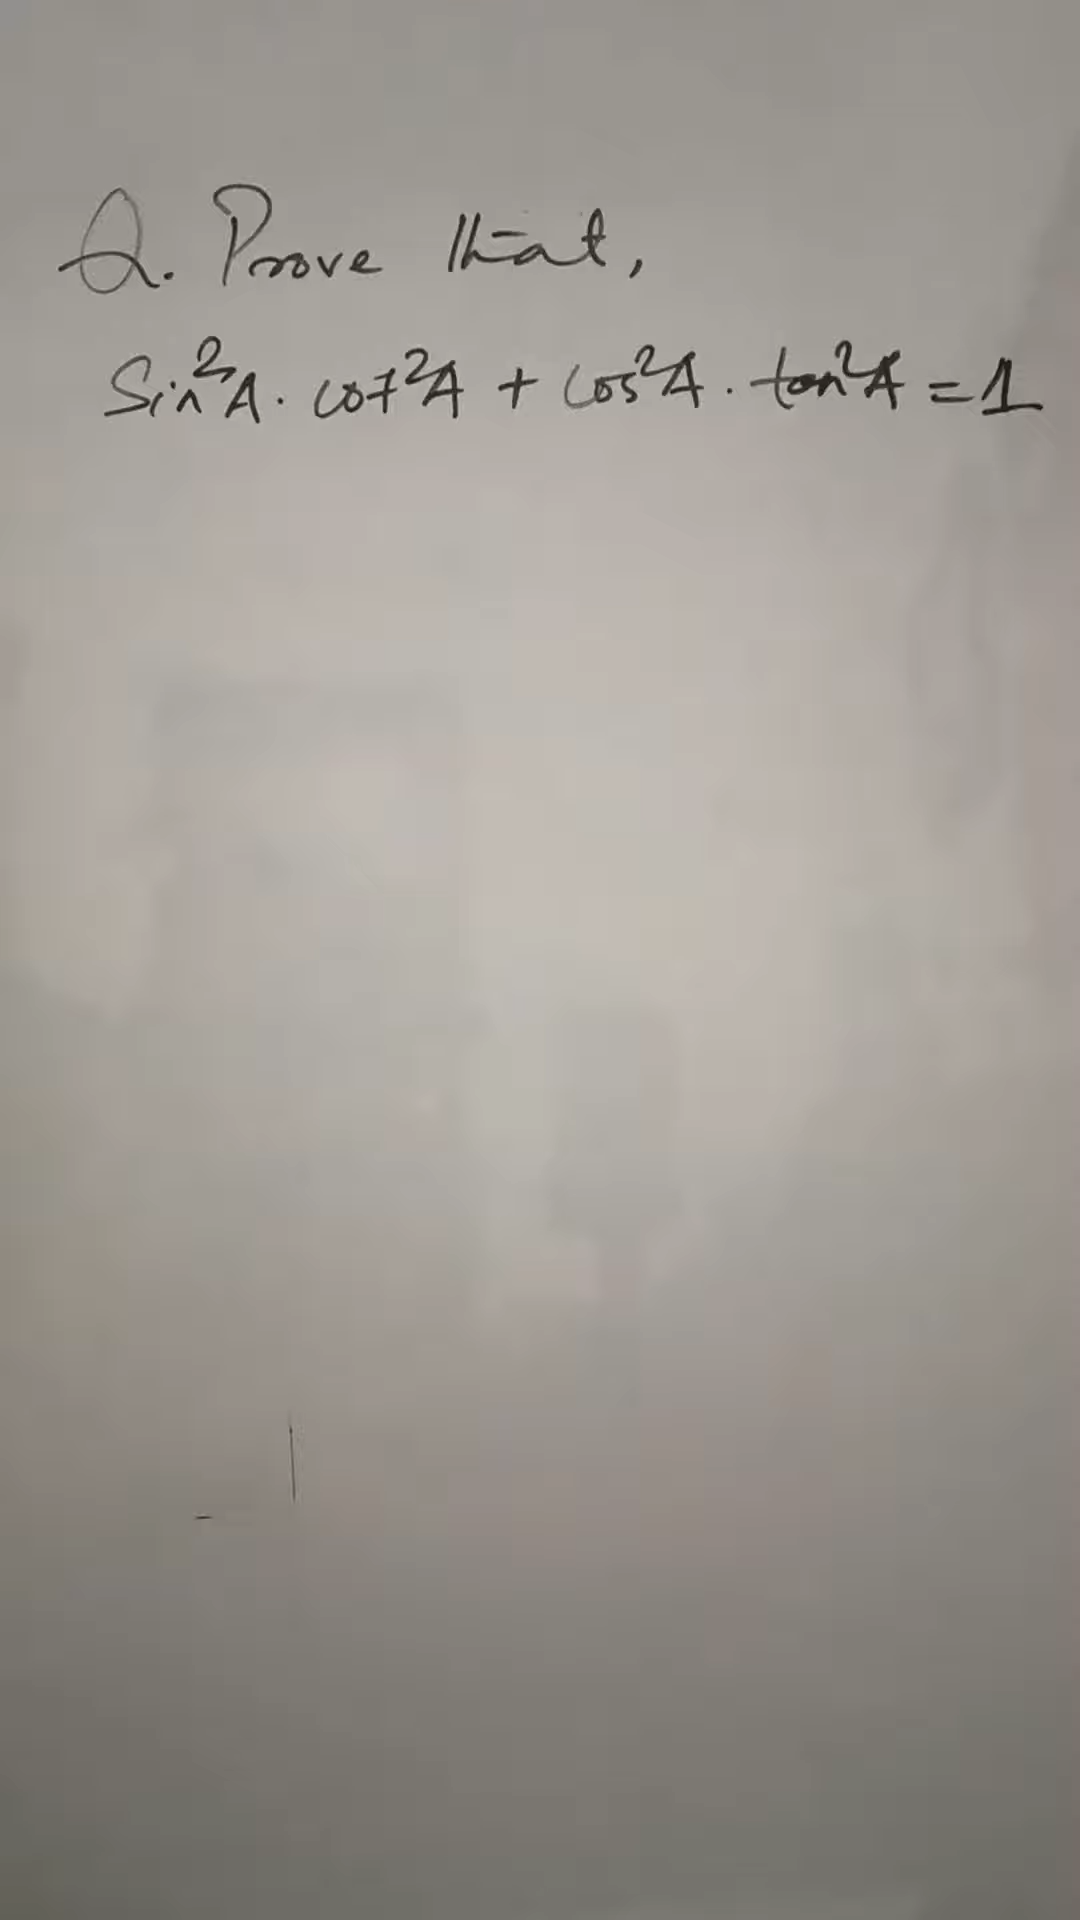 Q. Prove that,
Sin²A . cot²A + cos²A . tan²A = 1